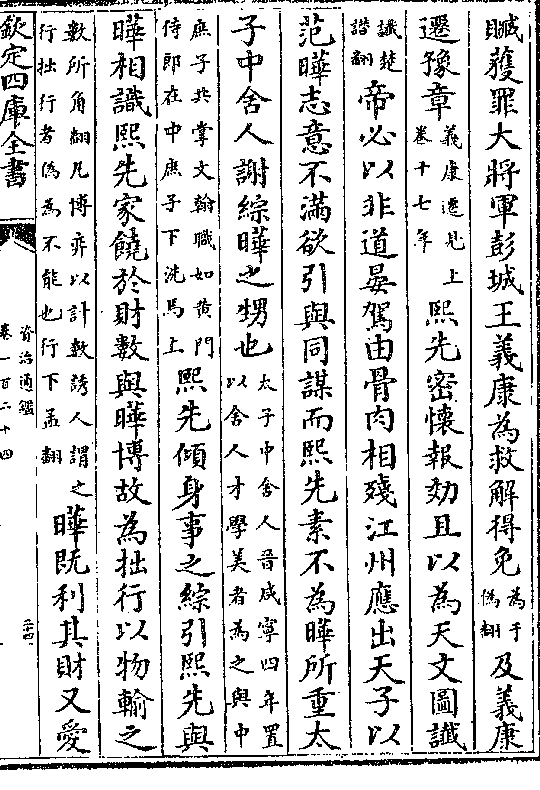 贓獲罪大將軍彭城王義康為救解得免為于偽翻及義康
遷豫章義康遷見上卷十七年熙先密懷報効且以為天文圖讖
讖楚譖翻帝必以非道晏駕由骨肉相殘江州應出天子以
范曄志意不滿欲引與同謀而熙先素不為曄所重太
子中舍人謝綜曄之甥也太子中舍人晉咸寧四年置以舍人才學美者為之與中
庶子共掌文翰職如黄門侍郎在中庶子下洗馬上熙先傾身事之綜引熙先與
曄相識熙先家饒於財數與曄博故為拙行以物輸之
數所角翻凡博弈以計數誘人謂之行拙行者偽為不能也行下孟翻曄既利其財又愛
欽定四庫全書
資治通鑑
卷一百二十四
二十四